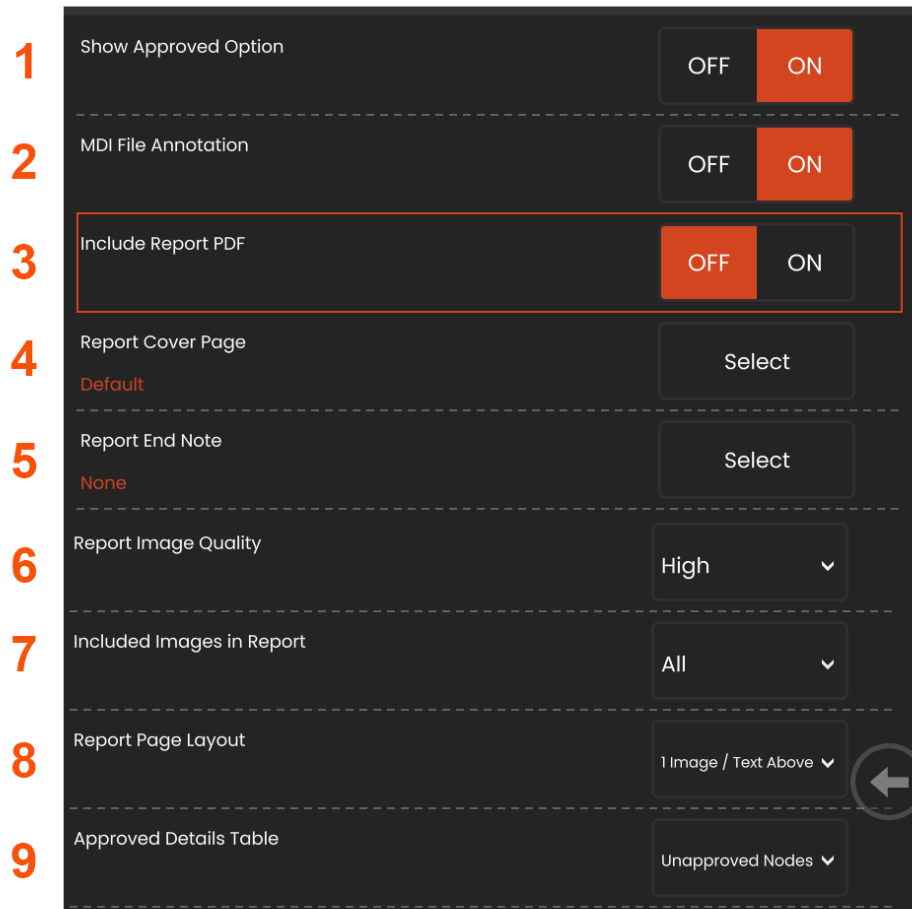 1
Show Approved Option
OFF ON
2
MDI File Annotation
OFF ON
3
Include Report PDF
OFF ON
4
Report Cover Page
Select
Default
5
Report End Note
Select
None
6
Report Image Quality
High
7
Included Images in Report
All
8
Report Page Layout
1 Image / Text Above
9
Approved Details Table
Unapproved Nodes